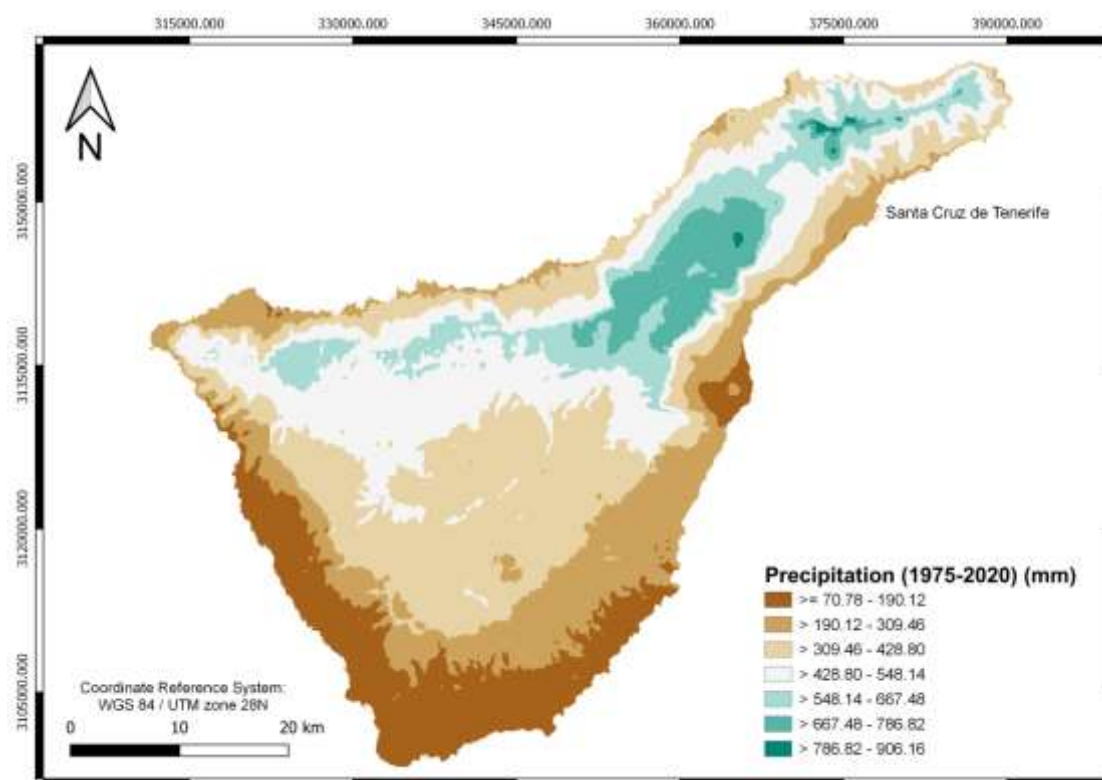 315000.000 330000.000 345000.000 360000.000 375000.000 390000.000
N
3150000.000
Santa Cruz de Tenerife
3135000.000
3120000.000
Precipitation (1975-2020) (mm)
>= 70.78 - 190.12
> 190.12 - 309.46
> 309.46 - 428.80
> 428.80 - 548.14
> 548.14 - 667.48
> 667.48 - 786.82
> 786.82 - 906.16
3105000.000
Coordinate Reference System:
WGS 84 / UTM zone 28N
0 10 20 km